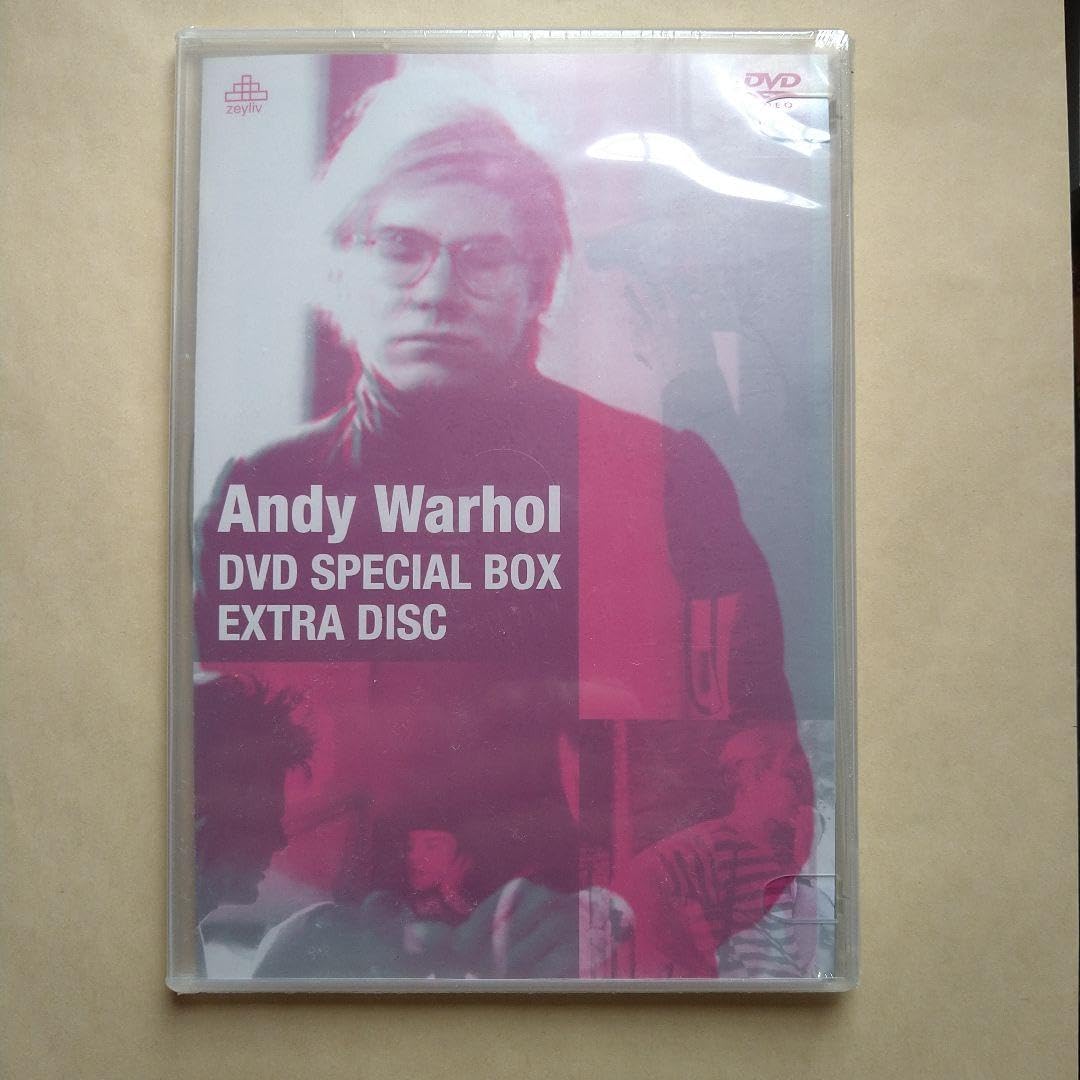 zeyliv
DVD
Andy Warhol
DVD SPECIAL BOX
EXTRA DISC